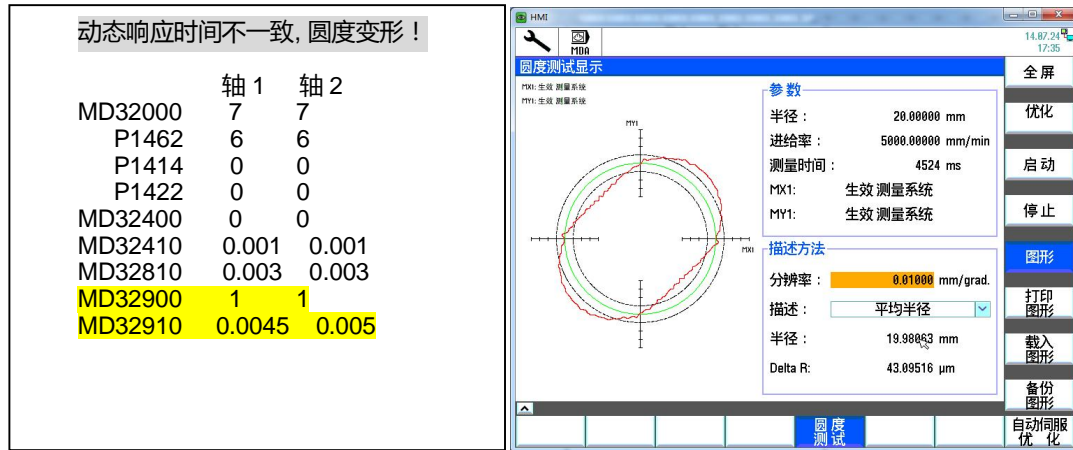 动态响应时间不一致, 圆度变形！
轴 1 轴 2
MD32000 7 7
P1462 6 6
P1414 0 0
P1422 0 0
MD32400 0 0
MD32410 0.001 0.001
MD32810 0.003 0.003
MD32900 1 1
MD32910 0.0045 0.005
HMI
MDA
14.07.24
17:35
圆度测试显示
MX1: 生效 测量系统
MY1: 生效 测量系统
MY1
MX1
参数
半径： 20.00000 mm
进给率： 5000.00000 mm/min
测量时间： 4524 ms
MX1: 生效 测量系统
MY1: 生效 测量系统
描述方法
分辨率： 0.01000 mm/grad.
描述： 平均半径
半径： 19.98063 mm
Delta R: 43.09516 µm
全屏
优化
启动
停止
图形
打印
图形
载入
图形
备份
图形
圆度
测试
自动伺服
优 化